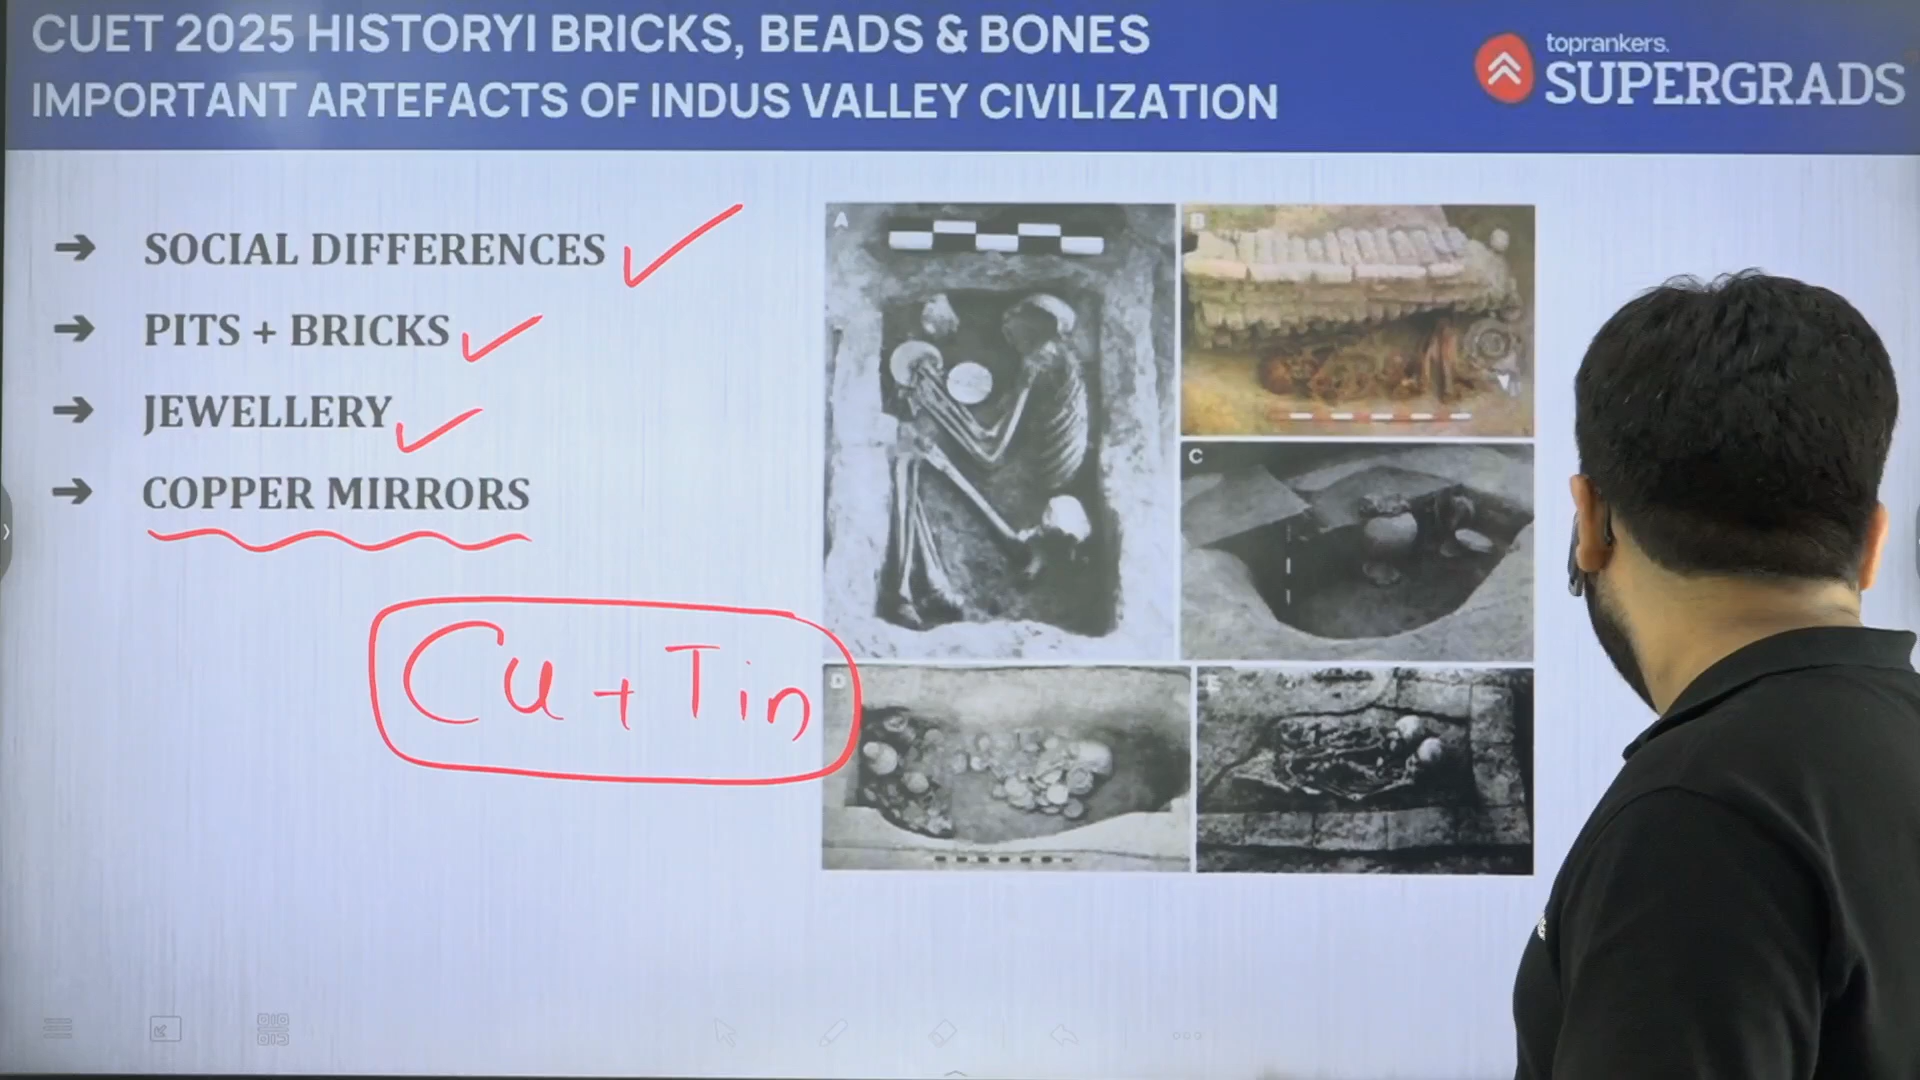 CUET 2025 HISTORYI BRICKS, BEADS & BONES
IMPORTANT ARTEFACTS OF INDUS VALLEY CIVILIZATION
toprankers.
SUPERGRADS
➔ SOCIAL DIFFERENCES
➔ PITS + BRICKS
➔ JEWELLERY
➔ COPPER MIRRORS
Cu + Tin
A
B
C
D
E